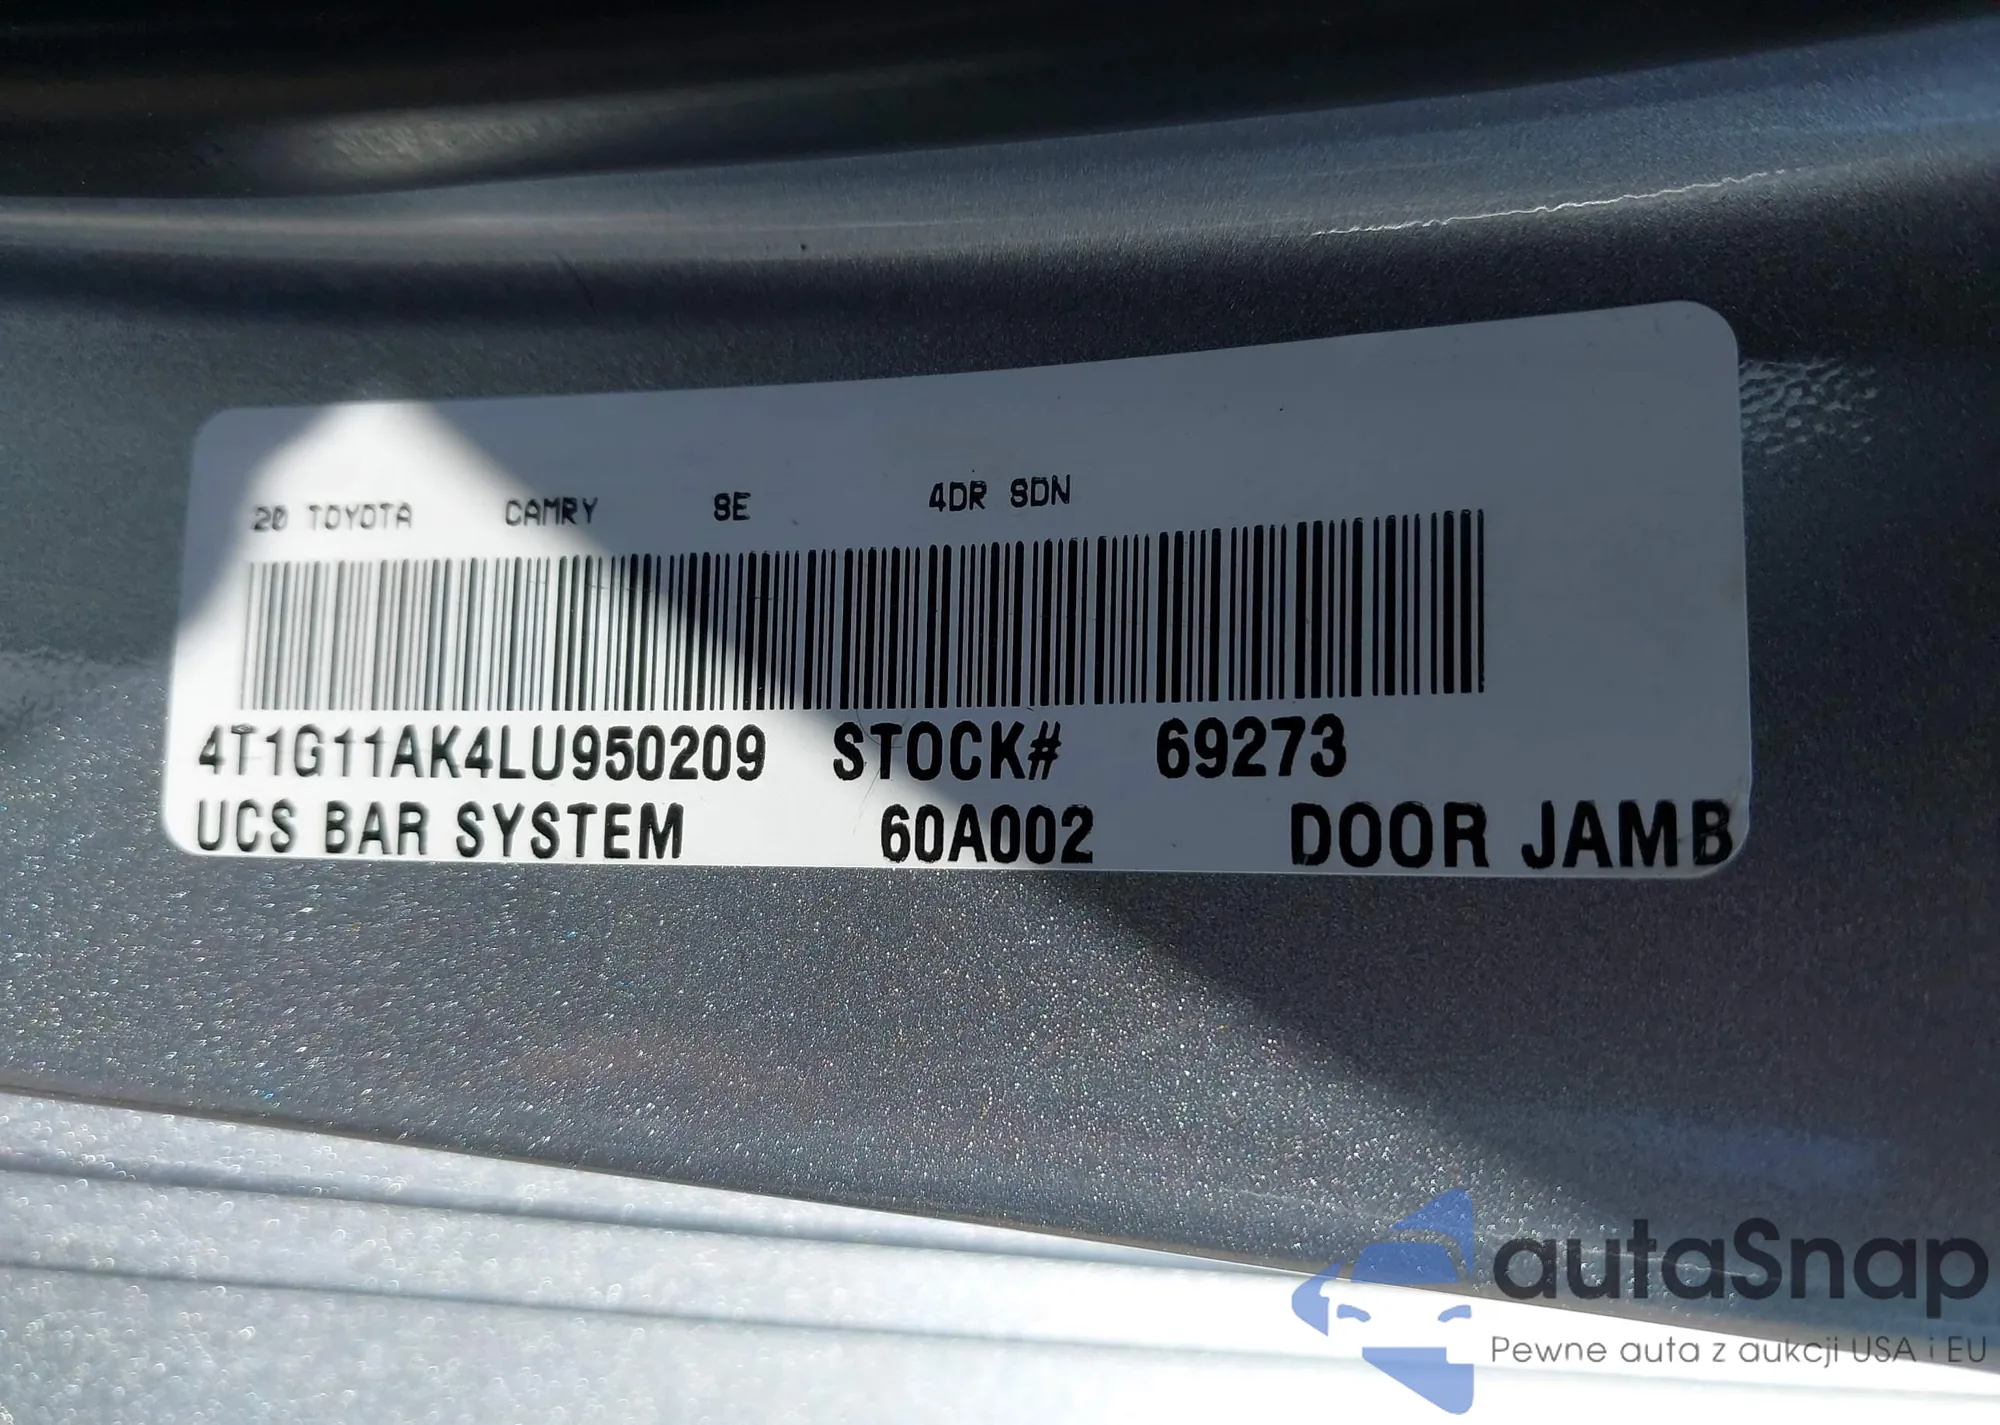 20 TOYOTA CAMRY SE 4DR SDN
4T1G11AK4LU950209 STOCK# 69273
UCS BAR SYSTEM 60A002 DOOR JAMB
autaSnap
Pewne auta z aukcji USA i EU